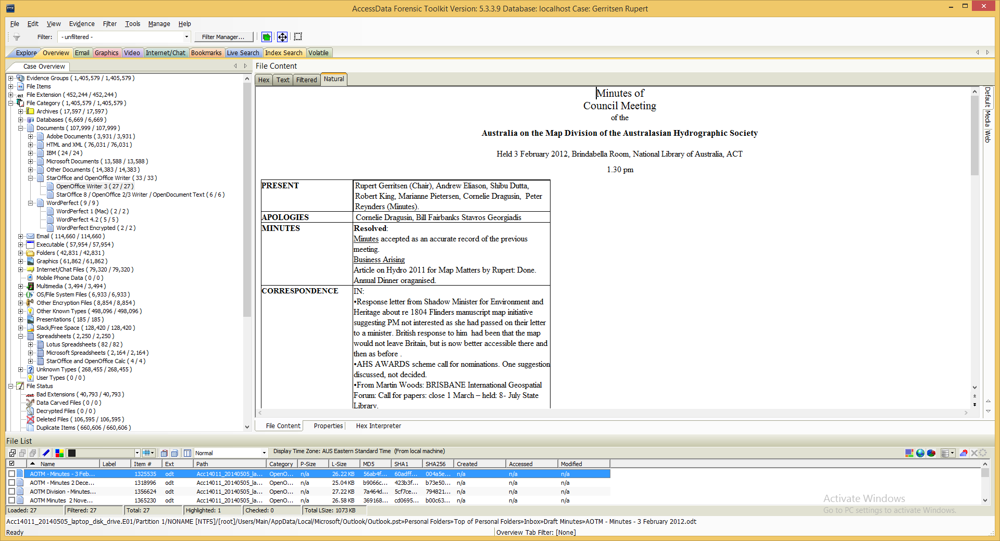 AccessData Forensic Toolkit Version: 5.3.3.9 Database: localhost Case: Gerritsen Rupert
File Edit View Evidence Filter Tools Manage Help
Filter: - unfiltered - Filter Manager...
Explore Overview Email Graphics Video Internet/Chat Bookmarks Live Search Index Search Volatile
Case Overview
Evidence Groups ( 1,405,579 / 1,405,579 )
File Items
File Extension ( 452,244 / 452,244 )
File Category ( 1,405,579 / 1,405,579 )
Archives ( 17,597 / 17,597 )
Databases ( 6,669 / 6,669 )
Documents ( 107,999 / 107,999 )
Adobe Documents ( 3,931 / 3,931 )
HTML and XML ( 76,031 / 76,031 )
IBM ( 24 / 24 )
Microsoft Documents ( 13,588 / 13,588 )
Other Documents ( 14,383 / 14,383 )
StarOffice and OpenOffice Writer ( 33 / 33 )
OpenOffice Writer 3 ( 27 / 27 )
StarOffice 8 / OpenOffice 2/3 Writer / OpenDocument Text ( 6 / 6 )
WordPerfect ( 9 / 9 )
WordPerfect 1 (Mac) ( 2 / 2 )
WordPerfect 4.2 ( 5 / 5 )
WordPerfect Encrypted ( 2 / 2 )
Email ( 114,660 / 114,660 )
Executable ( 57,954 / 57,954 )
Folders ( 42,831 / 42,831 )
Graphics ( 61,862 / 61,862 )
Internet/Chat Files ( 79,320 / 79,320 )
Mobile Phone Data ( 0 / 0 )
Multimedia ( 3,494 / 3,494 )
OS/File System Files ( 6,933 / 6,933 )
Other Encryption Files ( 8,854 / 8,854 )
Other Known Types ( 498,096 / 498,096 )
Presentations ( 185 / 185 )
Slack/Free Space ( 128,420 / 128,420 )
Spreadsheets ( 2,250 / 2,250 )
Lotus Spreadsheets ( 82 / 82 )
Microsoft Spreadsheets ( 2,164 / 2,164 )
StarOffice and OpenOffice Calc ( 4 / 4 )
Unknown Types ( 268,455 / 268,455 )
User Types ( 0 / 0 )
File Status
Bad Extensions ( 40,793 / 40,793 )
Data Carved Files ( 0 / 0 )
Decrypted Files ( 0 / 0 )
Deleted Files ( 106,595 / 106,595 )
Duplicate Items ( 660,606 / 660,606 )
File Content
Hex Text Filtered Natural
Minutes of
Council Meeting
of the
Australia on the Map Division of the Australasian Hydrographic Society
Held 3 February 2012, Brindabella Room, National Library of Australia, ACT
1.30 pm
PRESENT
Rupert Gerritsen (Chair), Andrew Eliason, Shibu Dutta,
Robert King, Marianne Pietersen, Cornelie Dragusin, Peter
Reynders (Minutes).
APOLOGIES
Cornelie Dragusin, Bill Fairbanks Stavros Georgiadis
MINUTES
Resolved:
Minutes accepted as an accurate record of the previous
meeting.
Business Arising
Article on Hydro 2011 for Map Matters by Rupert: Done.
Annual Dinner oraganised.
CORRESPONDENCE
IN:
•Response letter from Shadow Minister for Environment and
Heritage about re 1804 Flinders manuscript map initiative
suggesting PM not interested as she had passed on their letter
to a minister. British response to him had been that the map
would not leave Britain, but is now better accessible there and
then as before .
•AHS AWARDS scheme call for nominations. One suggestion
discussed, not decided.
•From Martin Woods: BRISBANE International Geospatial
Forum: Call for papers: close 1 March – held: 8- July State
Library.
Default Media Web
File Content Properties Hex Interpreter
File List
Normal Display Time Zone: AUS Eastern Standard Time (From local machine)
Name Label Item # Ext Path Category P-Size L-Size MD5 SHA1 SHA256 Created Accessed Modified
AOTM - Minutes - 3 Feb... 1325535 odt Acc14011_20140505_la... OpenO... n/a 26.22 KB 56ab4f... 60adff... 004a5e... n/a n/a n/a
AOTM - Minutes 2 Dece... 1318996 odt Acc14011_20140505_la... OpenO... n/a 25.04 KB b9066c... 423b3f... b73e50... n/a n/a n/a
AOTM Division - Minutes... 1356624 odt Acc14011_20140505_la... OpenO... n/a 27.22 KB 7a464d... 5cf7ce... 794821... n/a n/a n/a
AOTM Minutes 2 Nove... 1365230 odt Acc14011_20140505_la... OpenO... n/a 26.58 KB 369168... cd0695... b00c63... n/a n/a n/a
Activate Windows
Go to PC settings to activate Windows.
Loaded: 27 Filtered: 27 Total: 27 Highlighted: 1 Checked: 0 Total LSize: 1073 KB
Acc14011_20140505_laptop_disk_drive.E01/Partition 1/NONAME [NTFS]/[root]/Users/Main/AppData/Local/Microsoft/Outlook/Outlook.pst»Personal Folders»Top of Personal Folders»Inbox»Draft Minutes»AOTM - Minutes - 3 February 2012.odt
Ready Overview Tab Filter: [None]